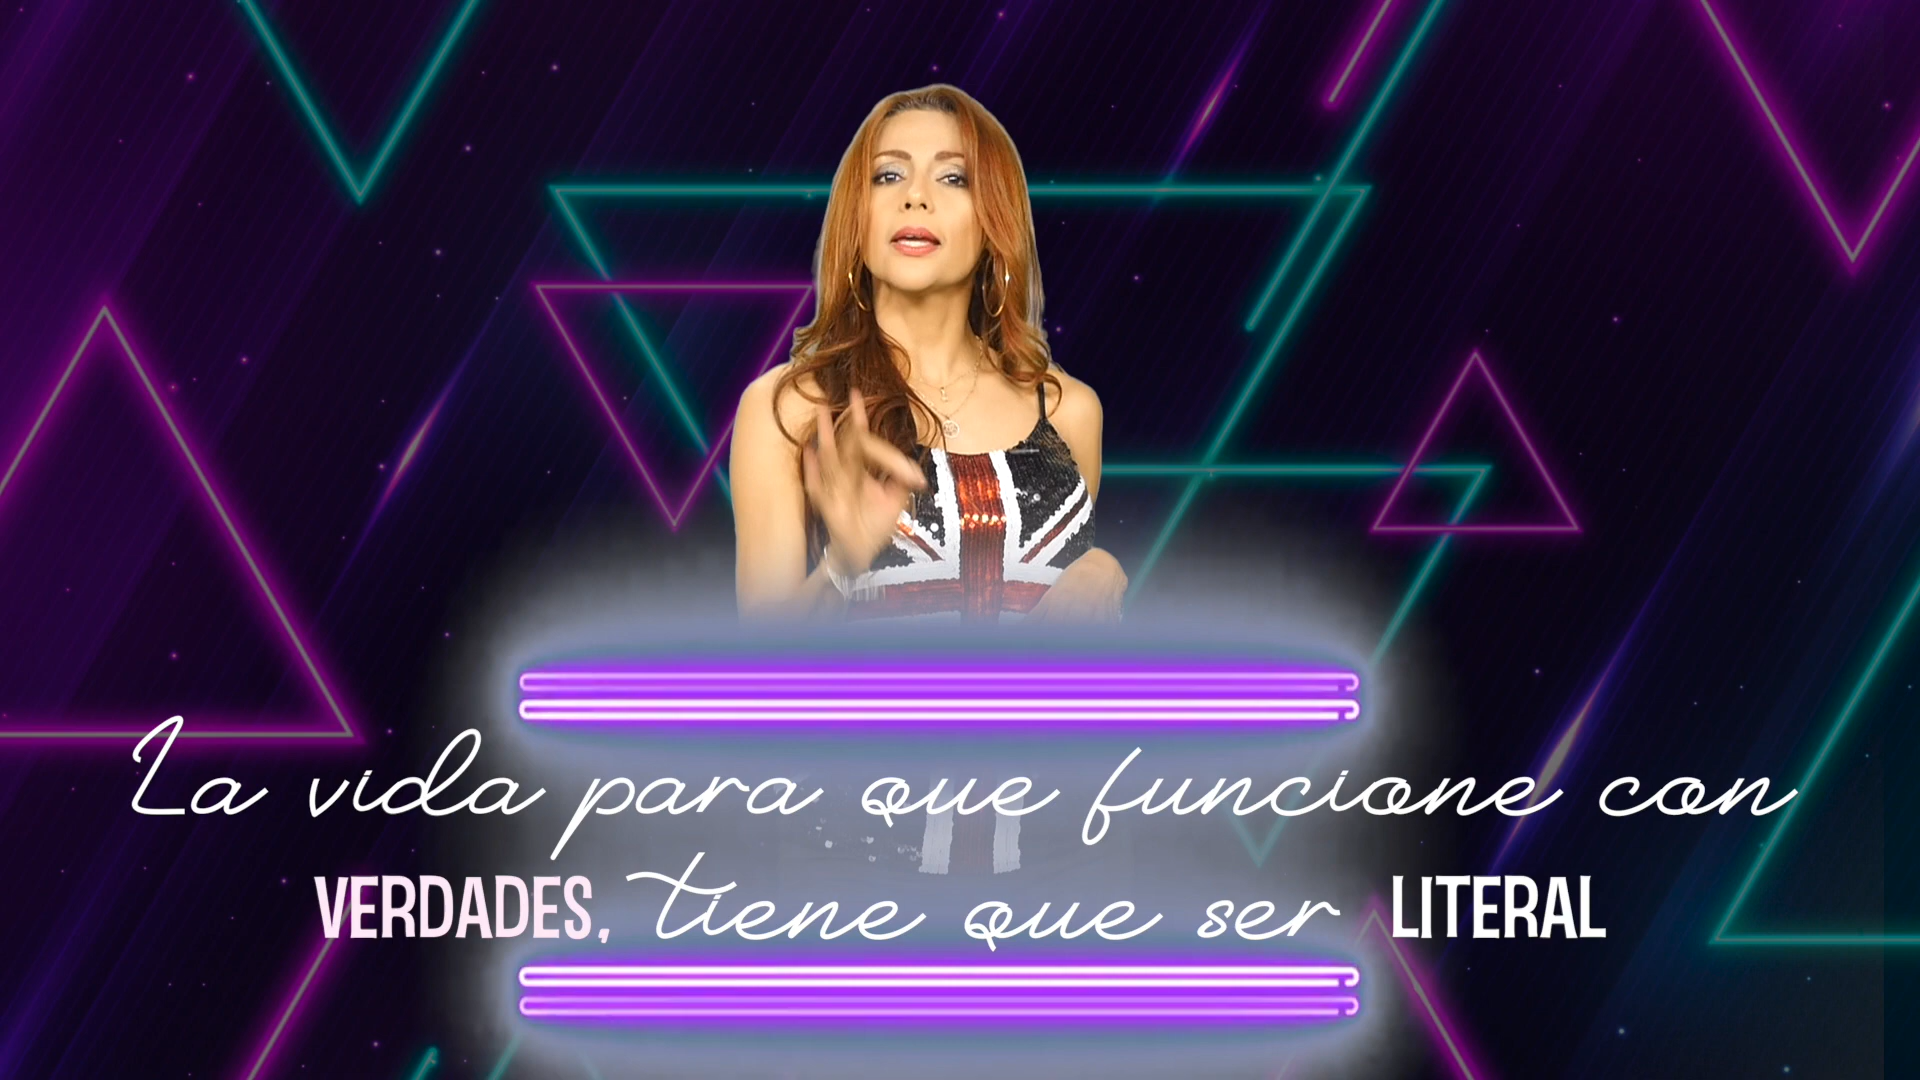 La vida para que funcione con
VERDADES, tiene que ser LITERAL